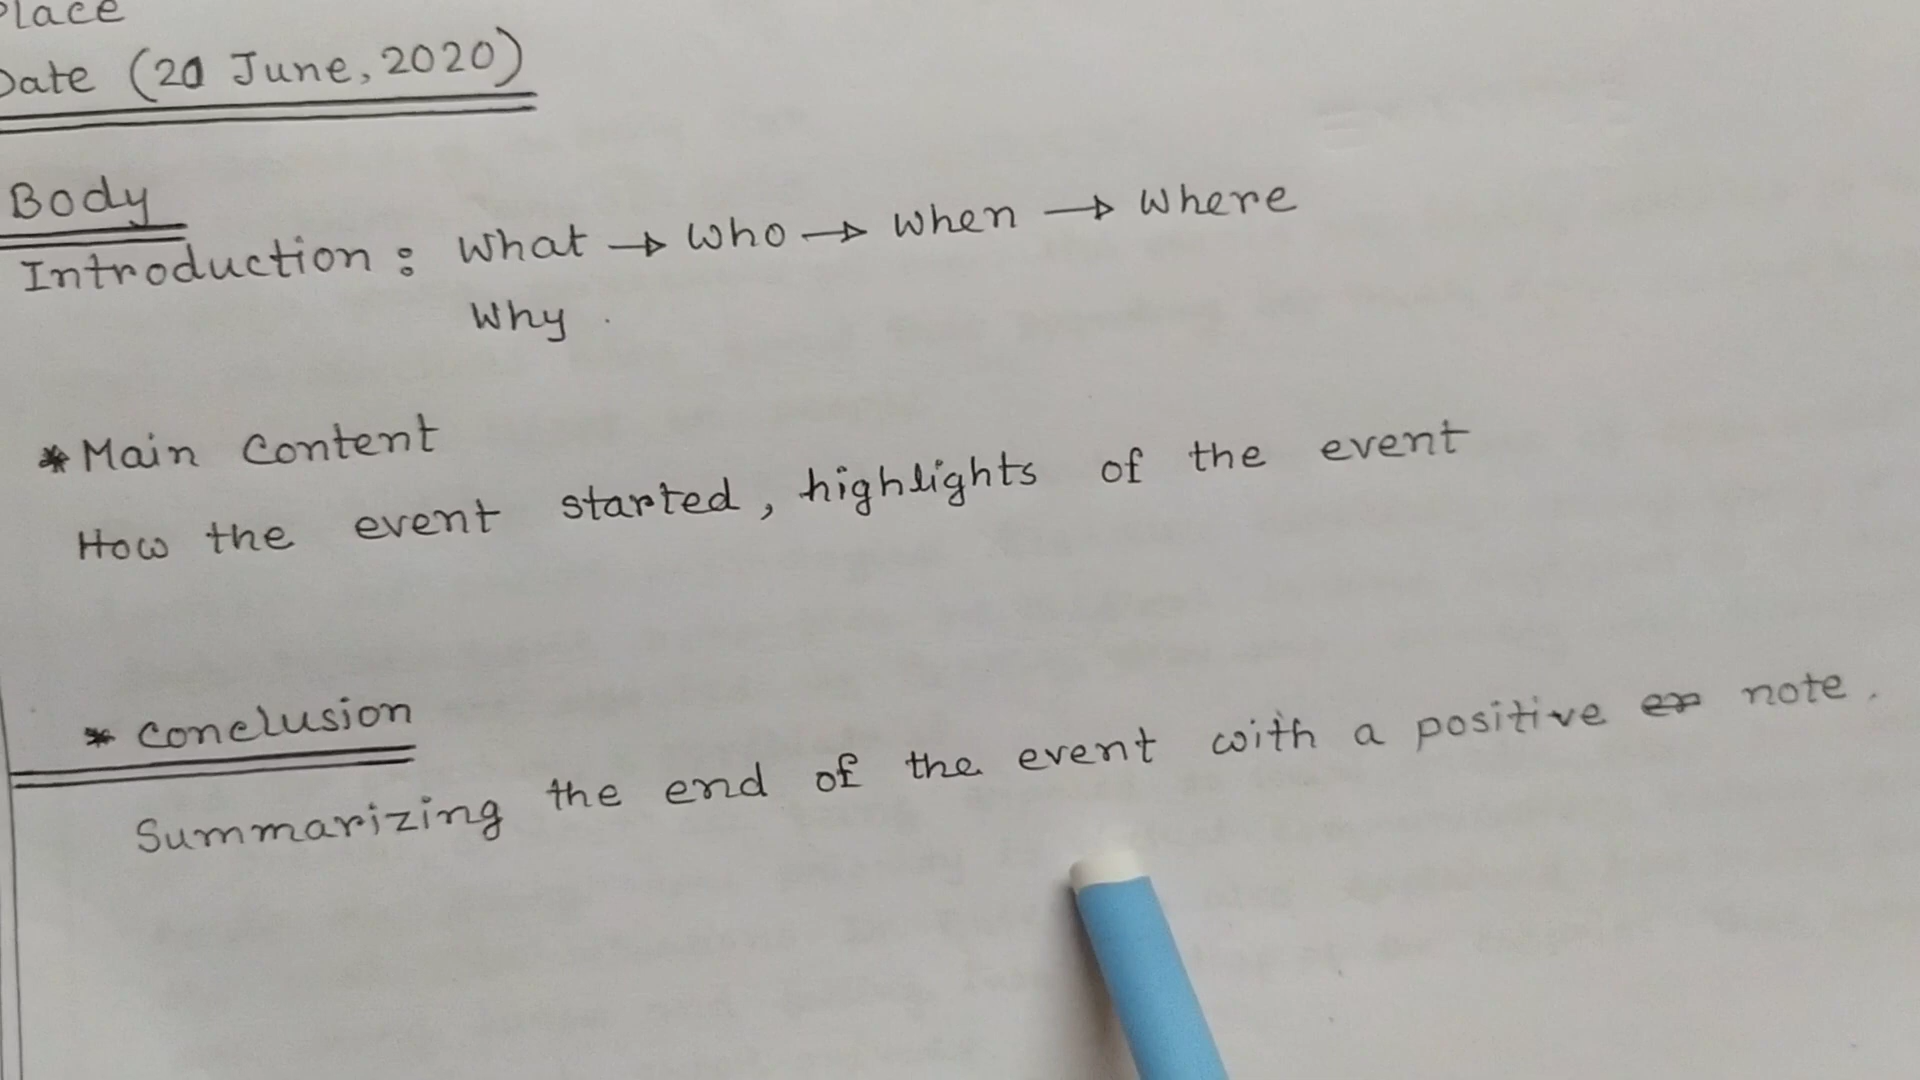 Place
Date (20 June, 2020)
Body
Introduction : What → Who → When → Where
Why.
* Main Content
How the event started, highlights of the event
* Conclusion
Summarizing the end of the event with a positive note.